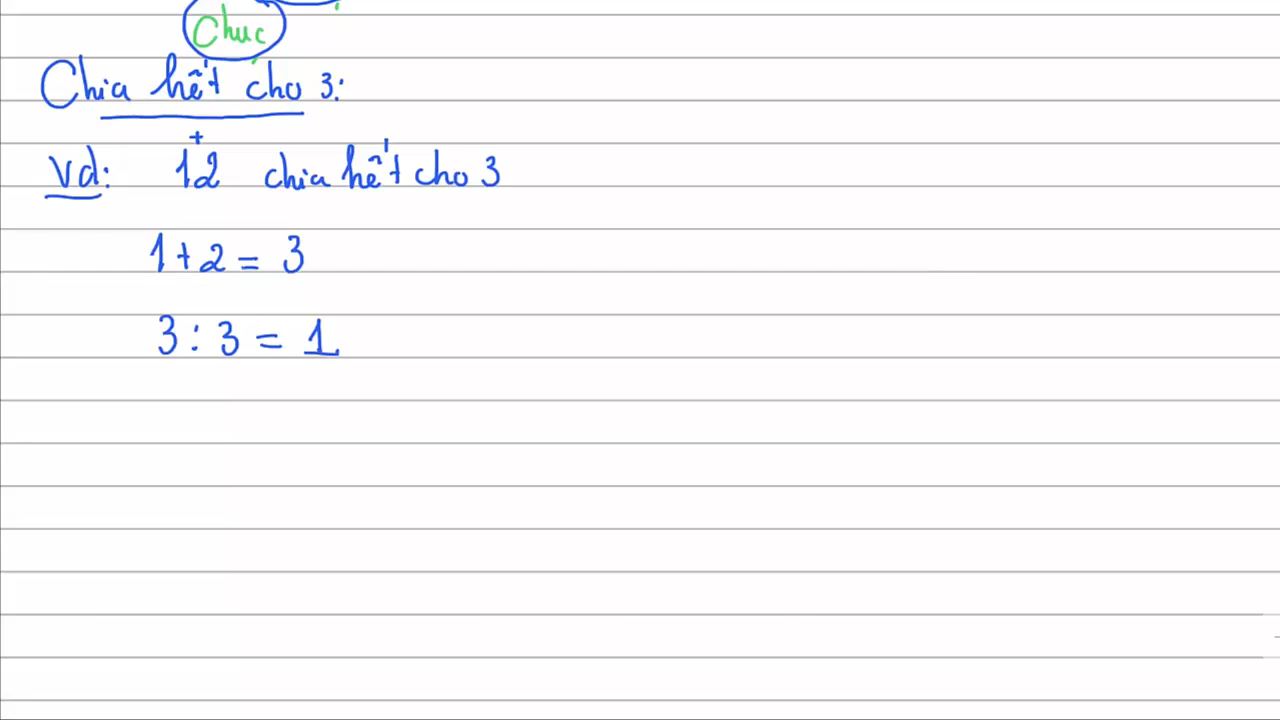 Chuc
Chia hết cho 3:
+
Vd: 12 chia hết cho 3
1+2 = 3
3 : 3 = 1